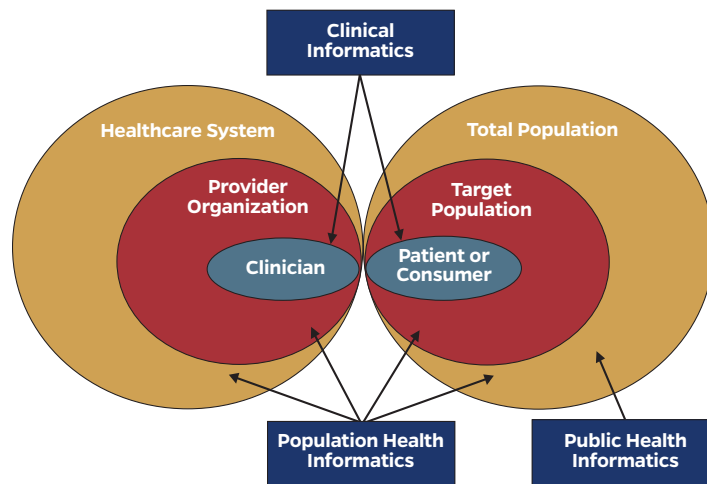 Clinical
Informatics
Healthcare System
Total Population
Provider
Organization
Target
Population
Clinician
Patient or
Consumer
Population Health
Informatics
Public Health
Informatics